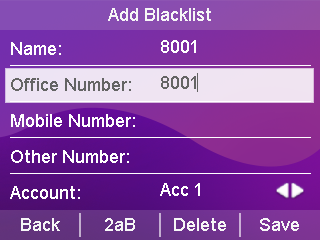 Add Blacklist
Name: 8001
Office Number: 8001
Mobile Number:
Other Number:
Account: Acc 1
Back 2aB Delete Save